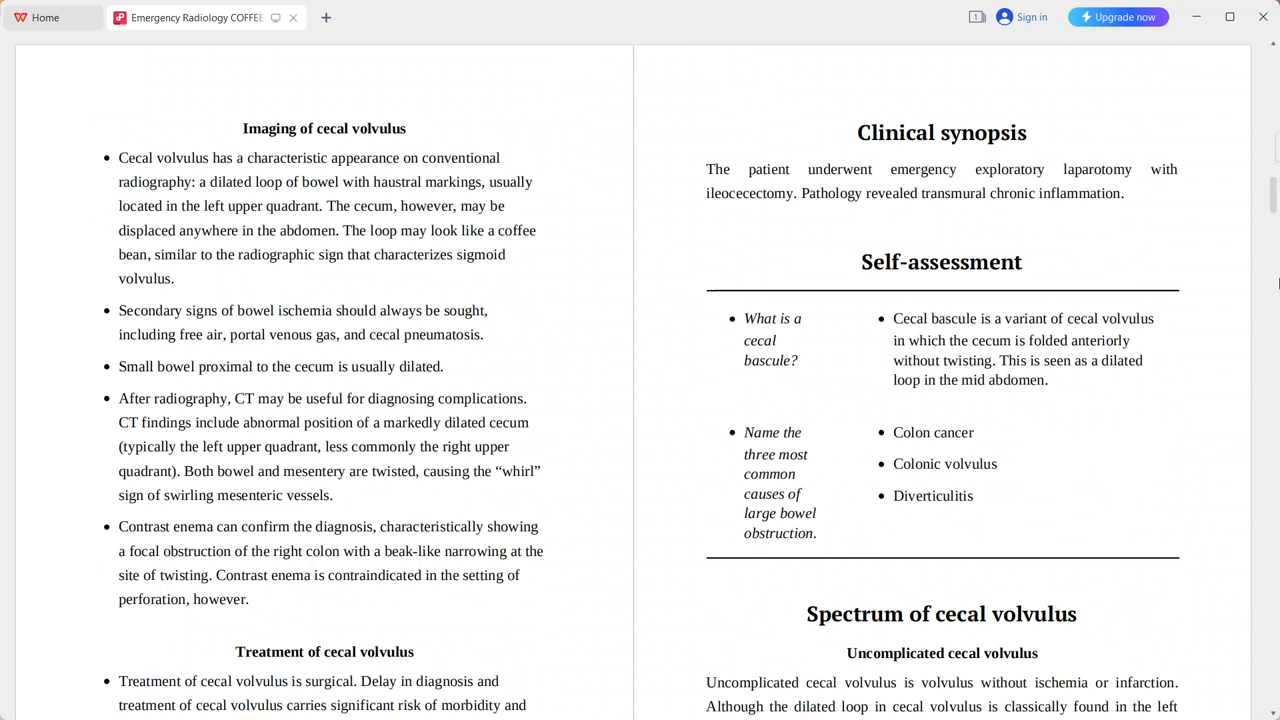 Home
Emergency Radiology COFFEE
1
Sign in
Upgrade now
Imaging of cecal volvulus
• Cecal volvulus has a characteristic appearance on conventional
radiography: a dilated loop of bowel with haustral markings, usually
located in the left upper quadrant. The cecum, however, may be
displaced anywhere in the abdomen. The loop may look like a coffee
bean, similar to the radiographic sign that characterizes sigmoid
volvulus.
• Secondary signs of bowel ischemia should always be sought,
including free air, portal venous gas, and cecal pneumatosis.
• Small bowel proximal to the cecum is usually dilated.
• After radiography, CT may be useful for diagnosing complications.
CT findings include abnormal position of a markedly dilated cecum
(typically the left upper quadrant, less commonly the right upper
quadrant). Both bowel and mesentery are twisted, causing the “whirl”
sign of swirling mesenteric vessels.
• Contrast enema can confirm the diagnosis, characteristically showing
a focal obstruction of the right colon with a beak-like narrowing at the
site of twisting. Contrast enema is contraindicated in the setting of
perforation, however.
Treatment of cecal volvulus
• Treatment of cecal volvulus is surgical. Delay in diagnosis and
treatment of cecal volvulus carries significant risk of morbidity and
Clinical synopsis
The patient underwent emergency exploratory laparotomy with
ileocecectomy. Pathology revealed transmural chronic inflammation.
Self-assessment
• What is a
cecal
bascule?
• Cecal bascule is a variant of cecal volvulus
in which the cecum is folded anteriorly
without twisting. This is seen as a dilated
loop in the mid abdomen.
• Name the
three most
common
causes of
large bowel
obstruction.
• Colon cancer
• Colonic volvulus
• Diverticulitis
Spectrum of cecal volvulus
Uncomplicated cecal volvulus
Uncomplicated cecal volvulus is volvulus without ischemia or infarction.
Although the dilated loop in cecal volvulus is classically found in the left